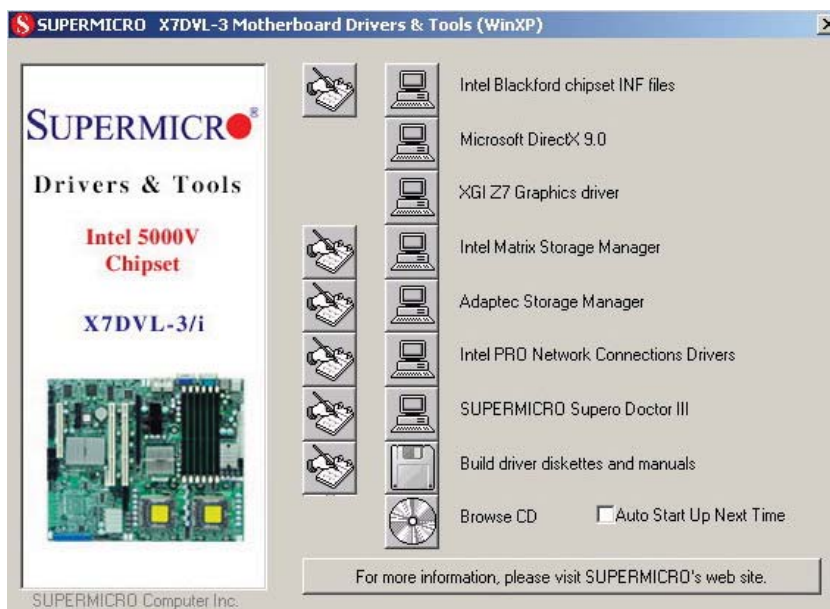 SUPERMICRO X7DVL-3 Motherboard Drivers & Tools (WinXP)
SUPERMICRO®
Drivers & Tools
Intel 5000V
Chipset
X7DVL-3/i
SUPERMICRO Computer Inc.
Intel Blackford chipset INF files
Microsoft DirectX 9.0
XGI Z7 Graphics driver
Intel Matrix Storage Manager
Adaptec Storage Manager
Intel PRO Network Connections Drivers
SUPERMICRO Supero Doctor III
Build driver diskettes and manuals
Browse CD
Auto Start Up Next Time
For more information, please visit SUPERMICRO's web site.